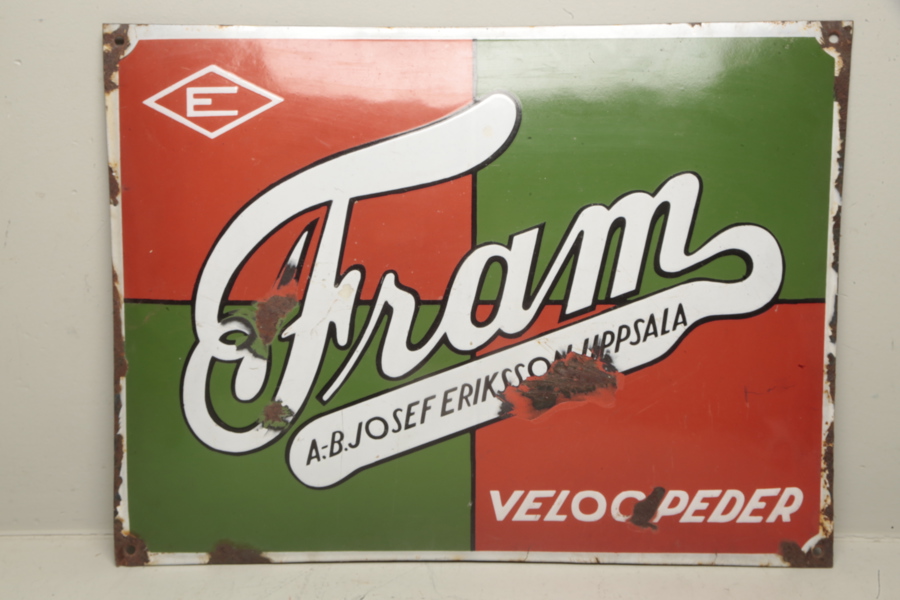 E
Fram
A.-B. JOSEF ERIKSSON UPPSALA
VELOCIPEDER